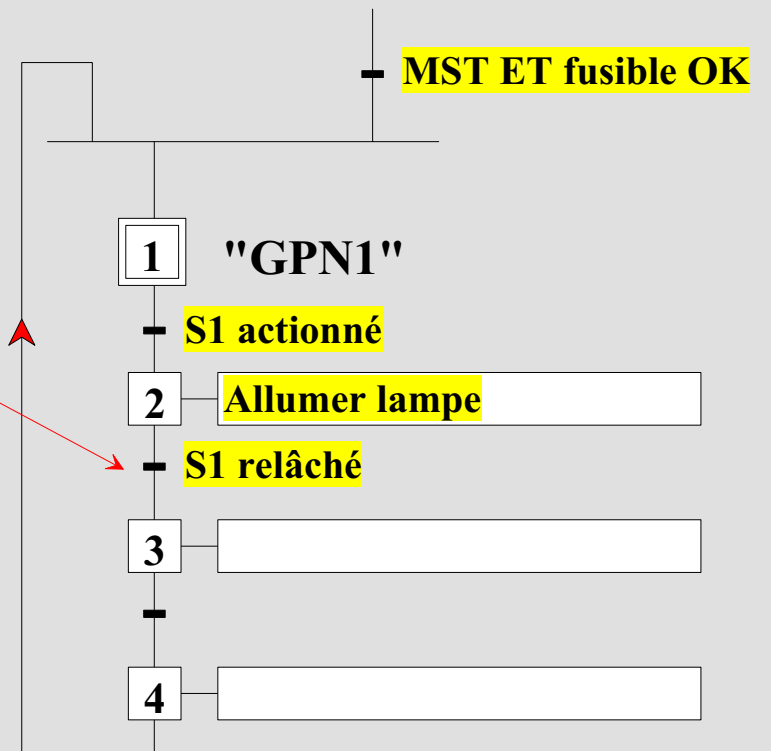 MST ET fusible OK
1 "GPN1"
S1 actionné
2 Allumer lampe
S1 relâché
3
4